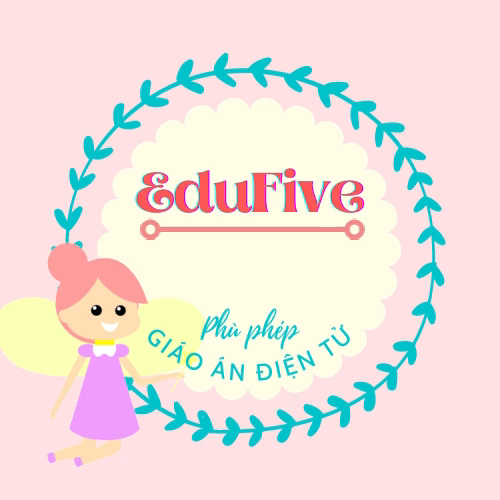 EduFive
Phù phép
GIÁO ÁN ĐIỆN TỬ